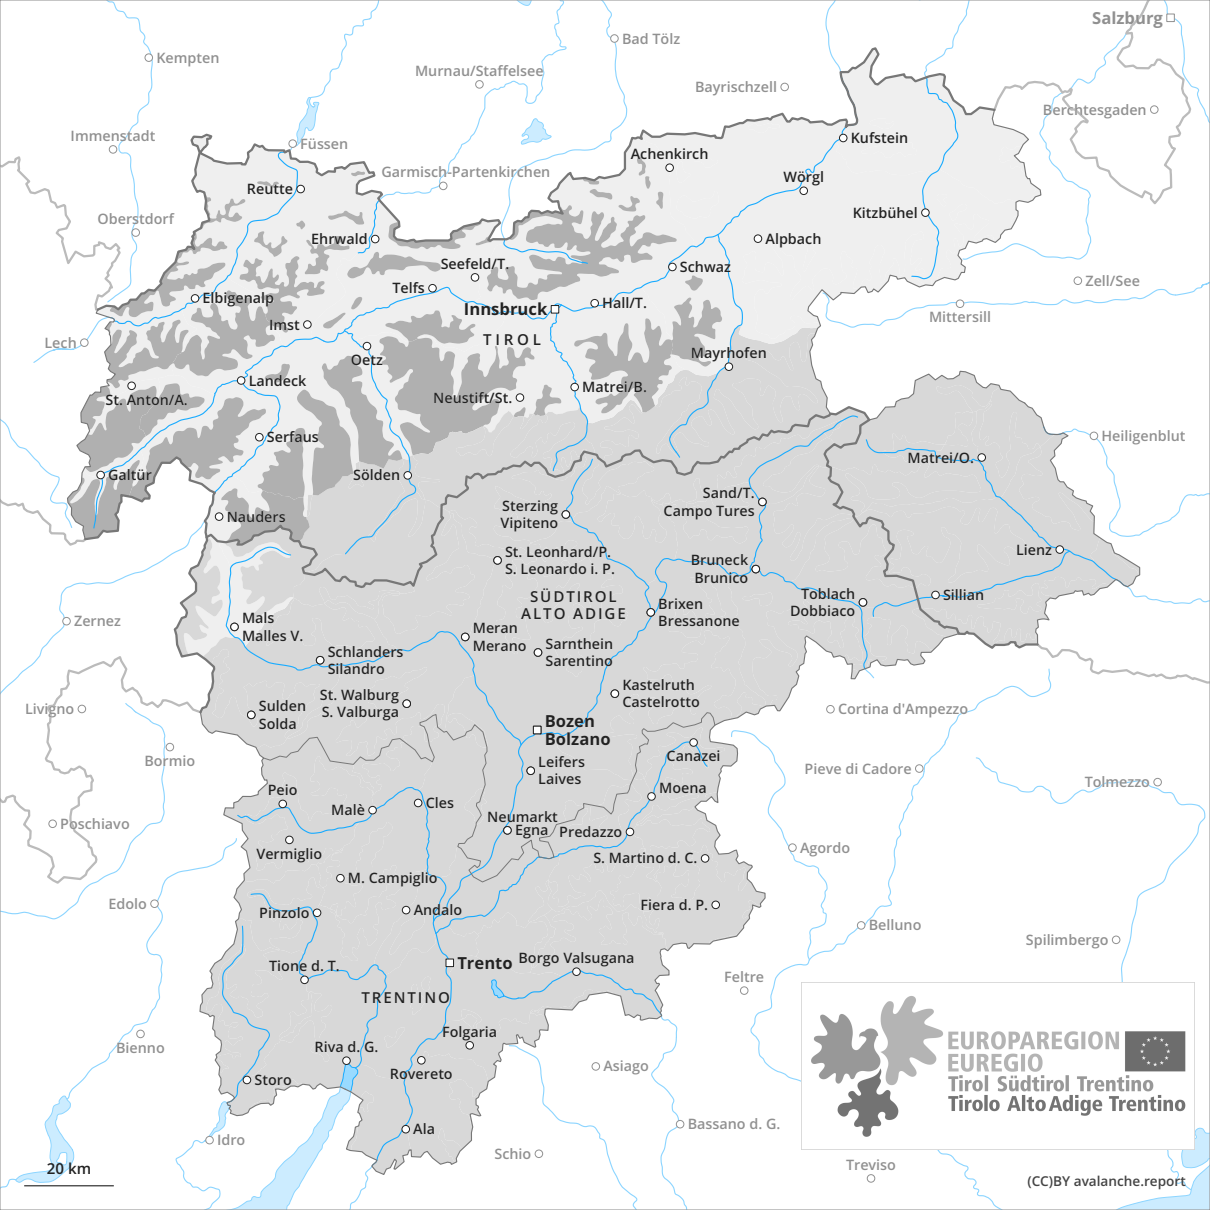 Salzburg
Bad Tölz
Kempten
Murnau/Staffelsee
Bayrischzell
Berchtesgaden
Immenstadt
Füssen
Kufstein
Achenkirch
Garmisch-Partenkirchen
Wörgl
Reutte
Oberstdorf
Kitzbühel
Ehrwald
Alpbach
Seefeld/T.
Schwaz
Zell/See
Telfs
Elbigenalp
Hall/T.
Innsbruck
Mittersill
Imst
TIROL
Lech
Mayrhofen
Oetz
Landeck
Matrei/B.
St. Anton/A.
Neustift/St.
Serfaus
Heiligenblut
Matrei/O.
Galtür
Sölden
Sand/T.
Campo Tures
Sterzing
Vipiteno
Nauders
Lienz
St. Leonhard/P.
S. Leonardo i. P.
Bruneck
Brunico
SÜDTIROL
ALTO ADIGE
Toblach
Dobbiaco
Sillian
Brixen
Bressanone
Zernez
Mals
Malles V.
Meran
Merano
Sarnthein
Sarentino
Schlanders
Silandro
Kastelruth
Castelrotto
St. Walburg
S. Valburga
Sulden
Solda
Livigno
Cortina d'Ampezzo
Bozen
Bolzano
Canazei
Bormio
Leifers
Laives
Pieve di Cadore
Tolmezzo
Peio
Moena
Malè
Cles
Neumarkt
Egna
Predazzo
Poschiavo
Agordo
Vermiglio
S. Martino d. C.
M. Campiglio
Edolo
Fiera d. P.
Pinzolo
Andalo
Belluno
Spilimbergo
Trento
Borgo Valsugana
Tione d. T.
Feltre
TRENTINO
Folgaria
Bienno
Riva d. G.
Rovereto
Asiago
Storo
EUROPAREGION
EUREGIO
Tirol Südtirol Trentino
Tirolo Alto Adige Trentino
Ala
Idro
Bassano d. G.
Schio
Treviso
20 km
(CC)BY avalanche.report